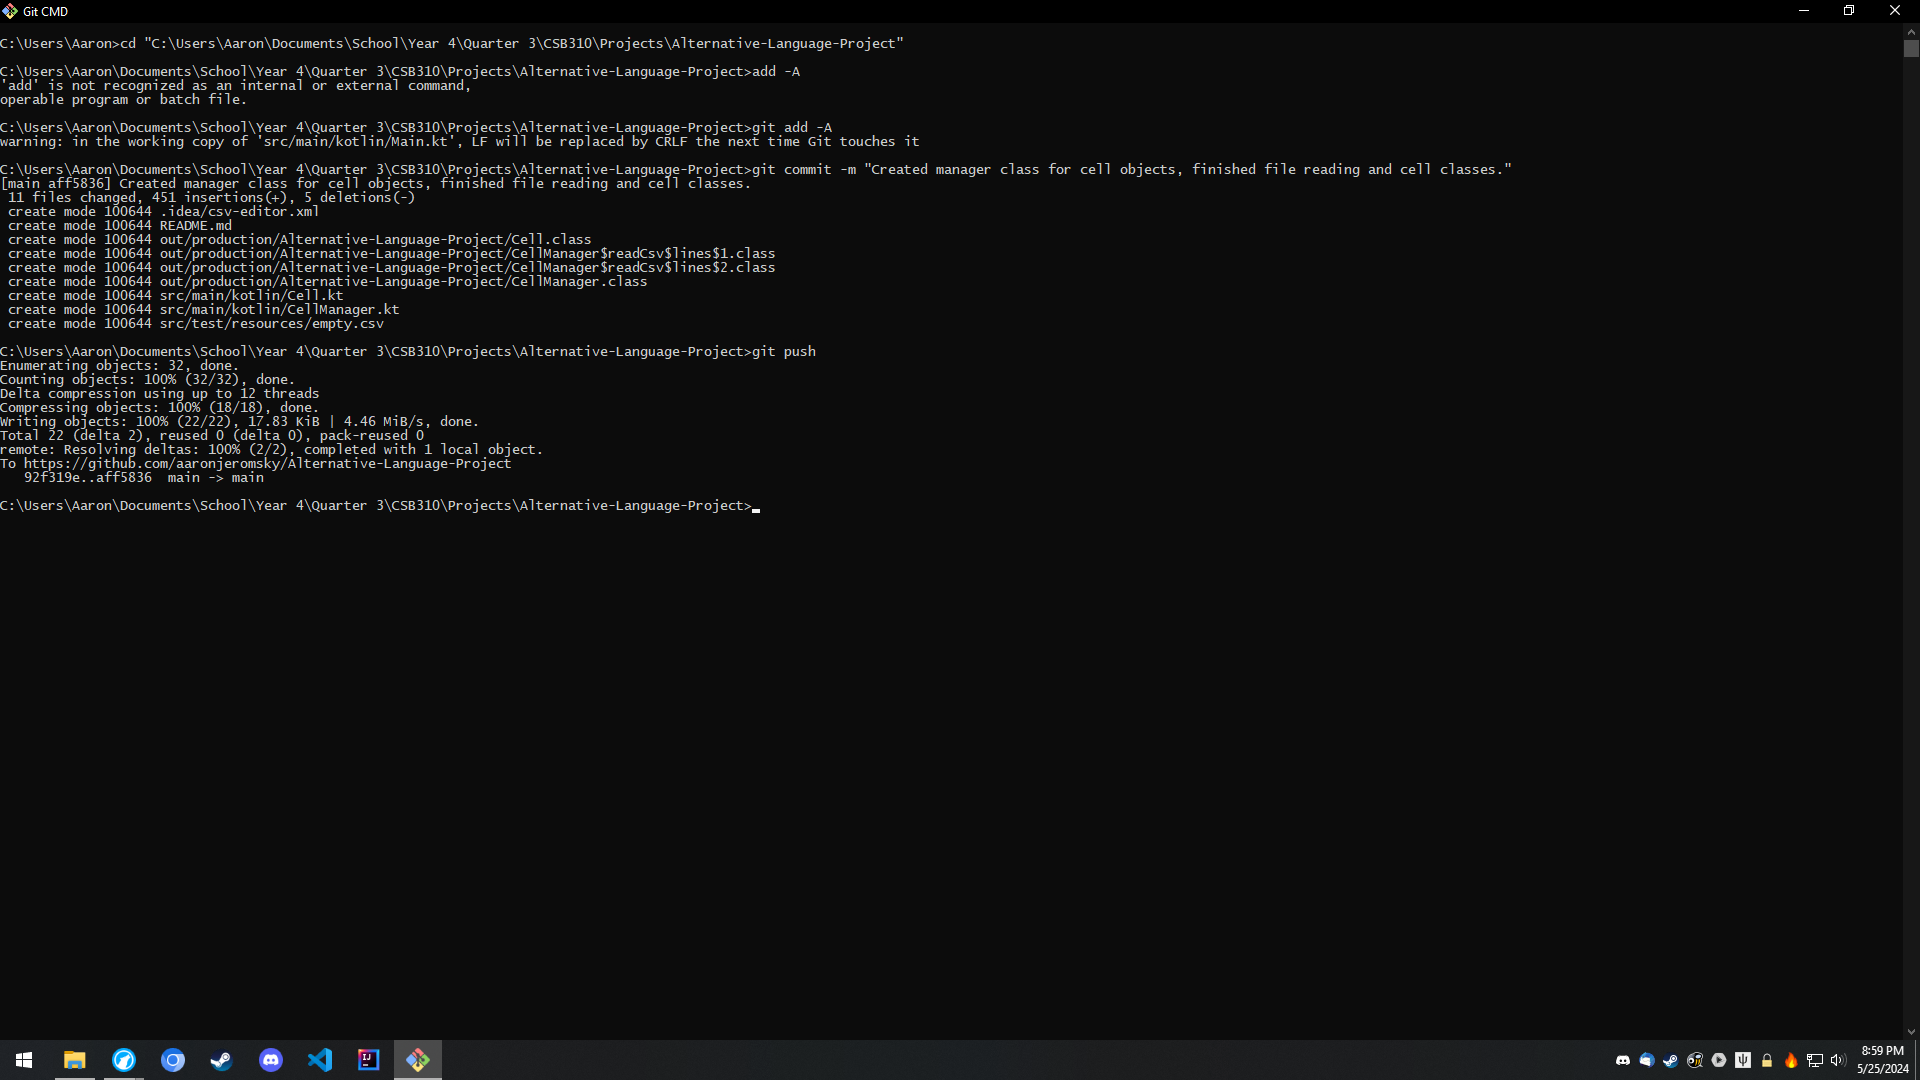 Git CMD
C:\Users\Aaron>cd "C:\Users\Aaron\Documents\School\Year 4\Quarter 3\CSB310\Projects\Alternative-Language-Project"
C:\Users\Aaron\Documents\School\Year 4\Quarter 3\CSB310\Projects\Alternative-Language-Project>add -A
'add' is not recognized as an internal or external command,
operable program or batch file.
C:\Users\Aaron\Documents\School\Year 4\Quarter 3\CSB310\Projects\Alternative-Language-Project>git add -A
warning: in the working copy of 'src/main/kotlin/Main.kt', LF will be replaced by CRLF the next time Git touches it
C:\Users\Aaron\Documents\School\Year 4\Quarter 3\CSB310\Projects\Alternative-Language-Project>git commit -m "Created manager class for cell objects, finished file reading and cell classes."
[main aff5836] Created manager class for cell objects, finished file reading and cell classes.
 11 files changed, 451 insertions(+), 5 deletions(-)
 create mode 100644 .idea/csv-editor.xml
 create mode 100644 README.md
 create mode 100644 out/production/Alternative-Language-Project/Cell.class
 create mode 100644 out/production/Alternative-Language-Project/CellManager$readCsv$lines$1.class
 create mode 100644 out/production/Alternative-Language-Project/CellManager$readCsv$lines$2.class
 create mode 100644 out/production/Alternative-Language-Project/CellManager.class
 create mode 100644 src/main/kotlin/Cell.kt
 create mode 100644 src/main/kotlin/CellManager.kt
 create mode 100644 src/test/resources/empty.csv
C:\Users\Aaron\Documents\School\Year 4\Quarter 3\CSB310\Projects\Alternative-Language-Project>git push
Enumerating objects: 32, done.
Counting objects: 100% (32/32), done.
Delta compression using up to 12 threads
Compressing objects: 100% (18/18), done.
Writing objects: 100% (22/22), 17.83 KiB | 4.46 MiB/s, done.
Total 22 (delta 2), reused 0 (delta 0), pack-reused 0
remote: Resolving deltas: 100% (2/2), completed with 1 local object.
To https://github.com/aaronjeromsky/Alternative-Language-Project
   92f319e..aff5836  main -> main
C:\Users\Aaron\Documents\School\Year 4\Quarter 3\CSB310\Projects\Alternative-Language-Project>
8:59 PM
5/25/2024